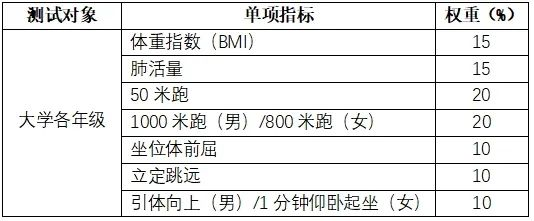 测试对象 单项指标 权重（%）
大学各年级 体重指数（BMI） 15
肺活量 15
50 米跑 20
1000 米跑（男）/800 米跑（女） 20
坐位体前屈 10
立定跳远 10
引体向上（男）/1 分钟仰卧起坐（女） 10